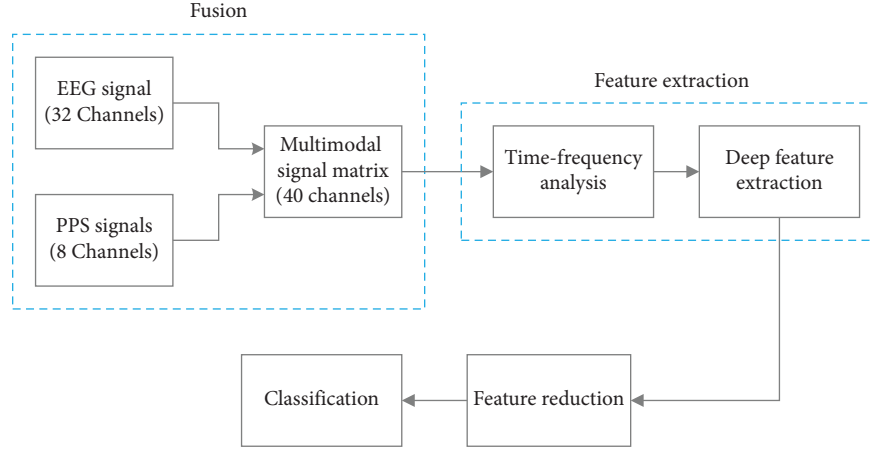 Fusion
EEG signal
(32 Channels)
PPS signals
(8 Channels)
Multimodal
signal matrix
(40 channels)
Feature extraction
Time-frequency
analysis
Deep feature
extraction
Classification
Feature reduction